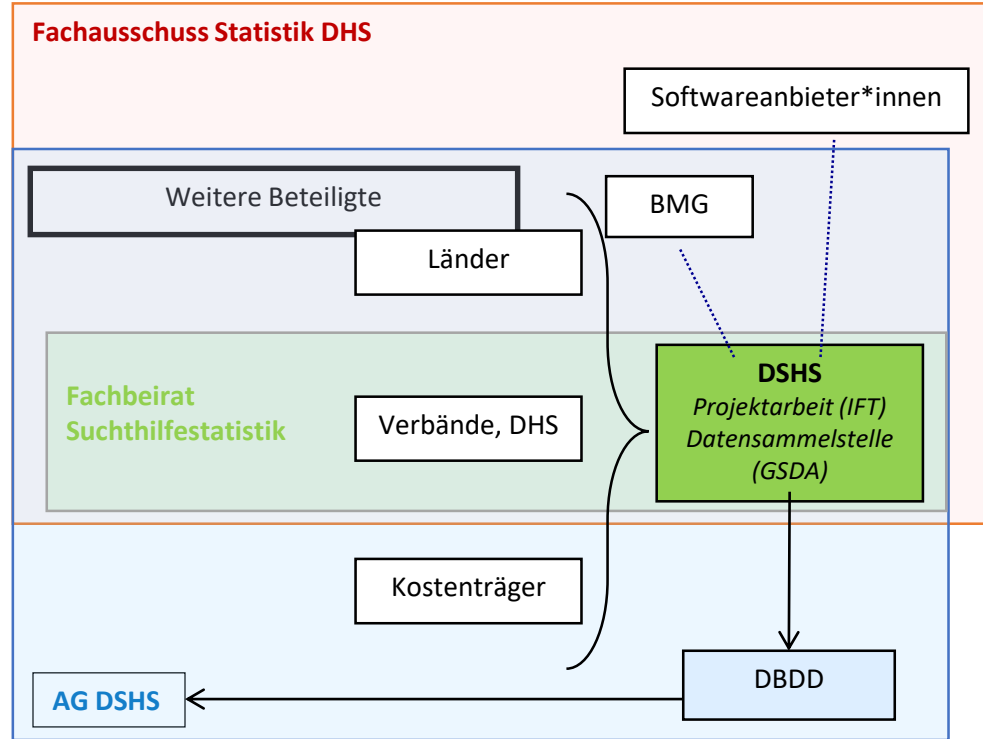 Fachausschuss Statistik DHS
Softwareanbieter*innen
Weitere Beteiligte
BMG
Länder
Fachbeirat
Suchthilfestatistik
Verbände, DHS
DSHS
Projektarbeit (IFT)
Datensammelstelle
(GSDA)
Kostenträger
DBDD
AG DSHS